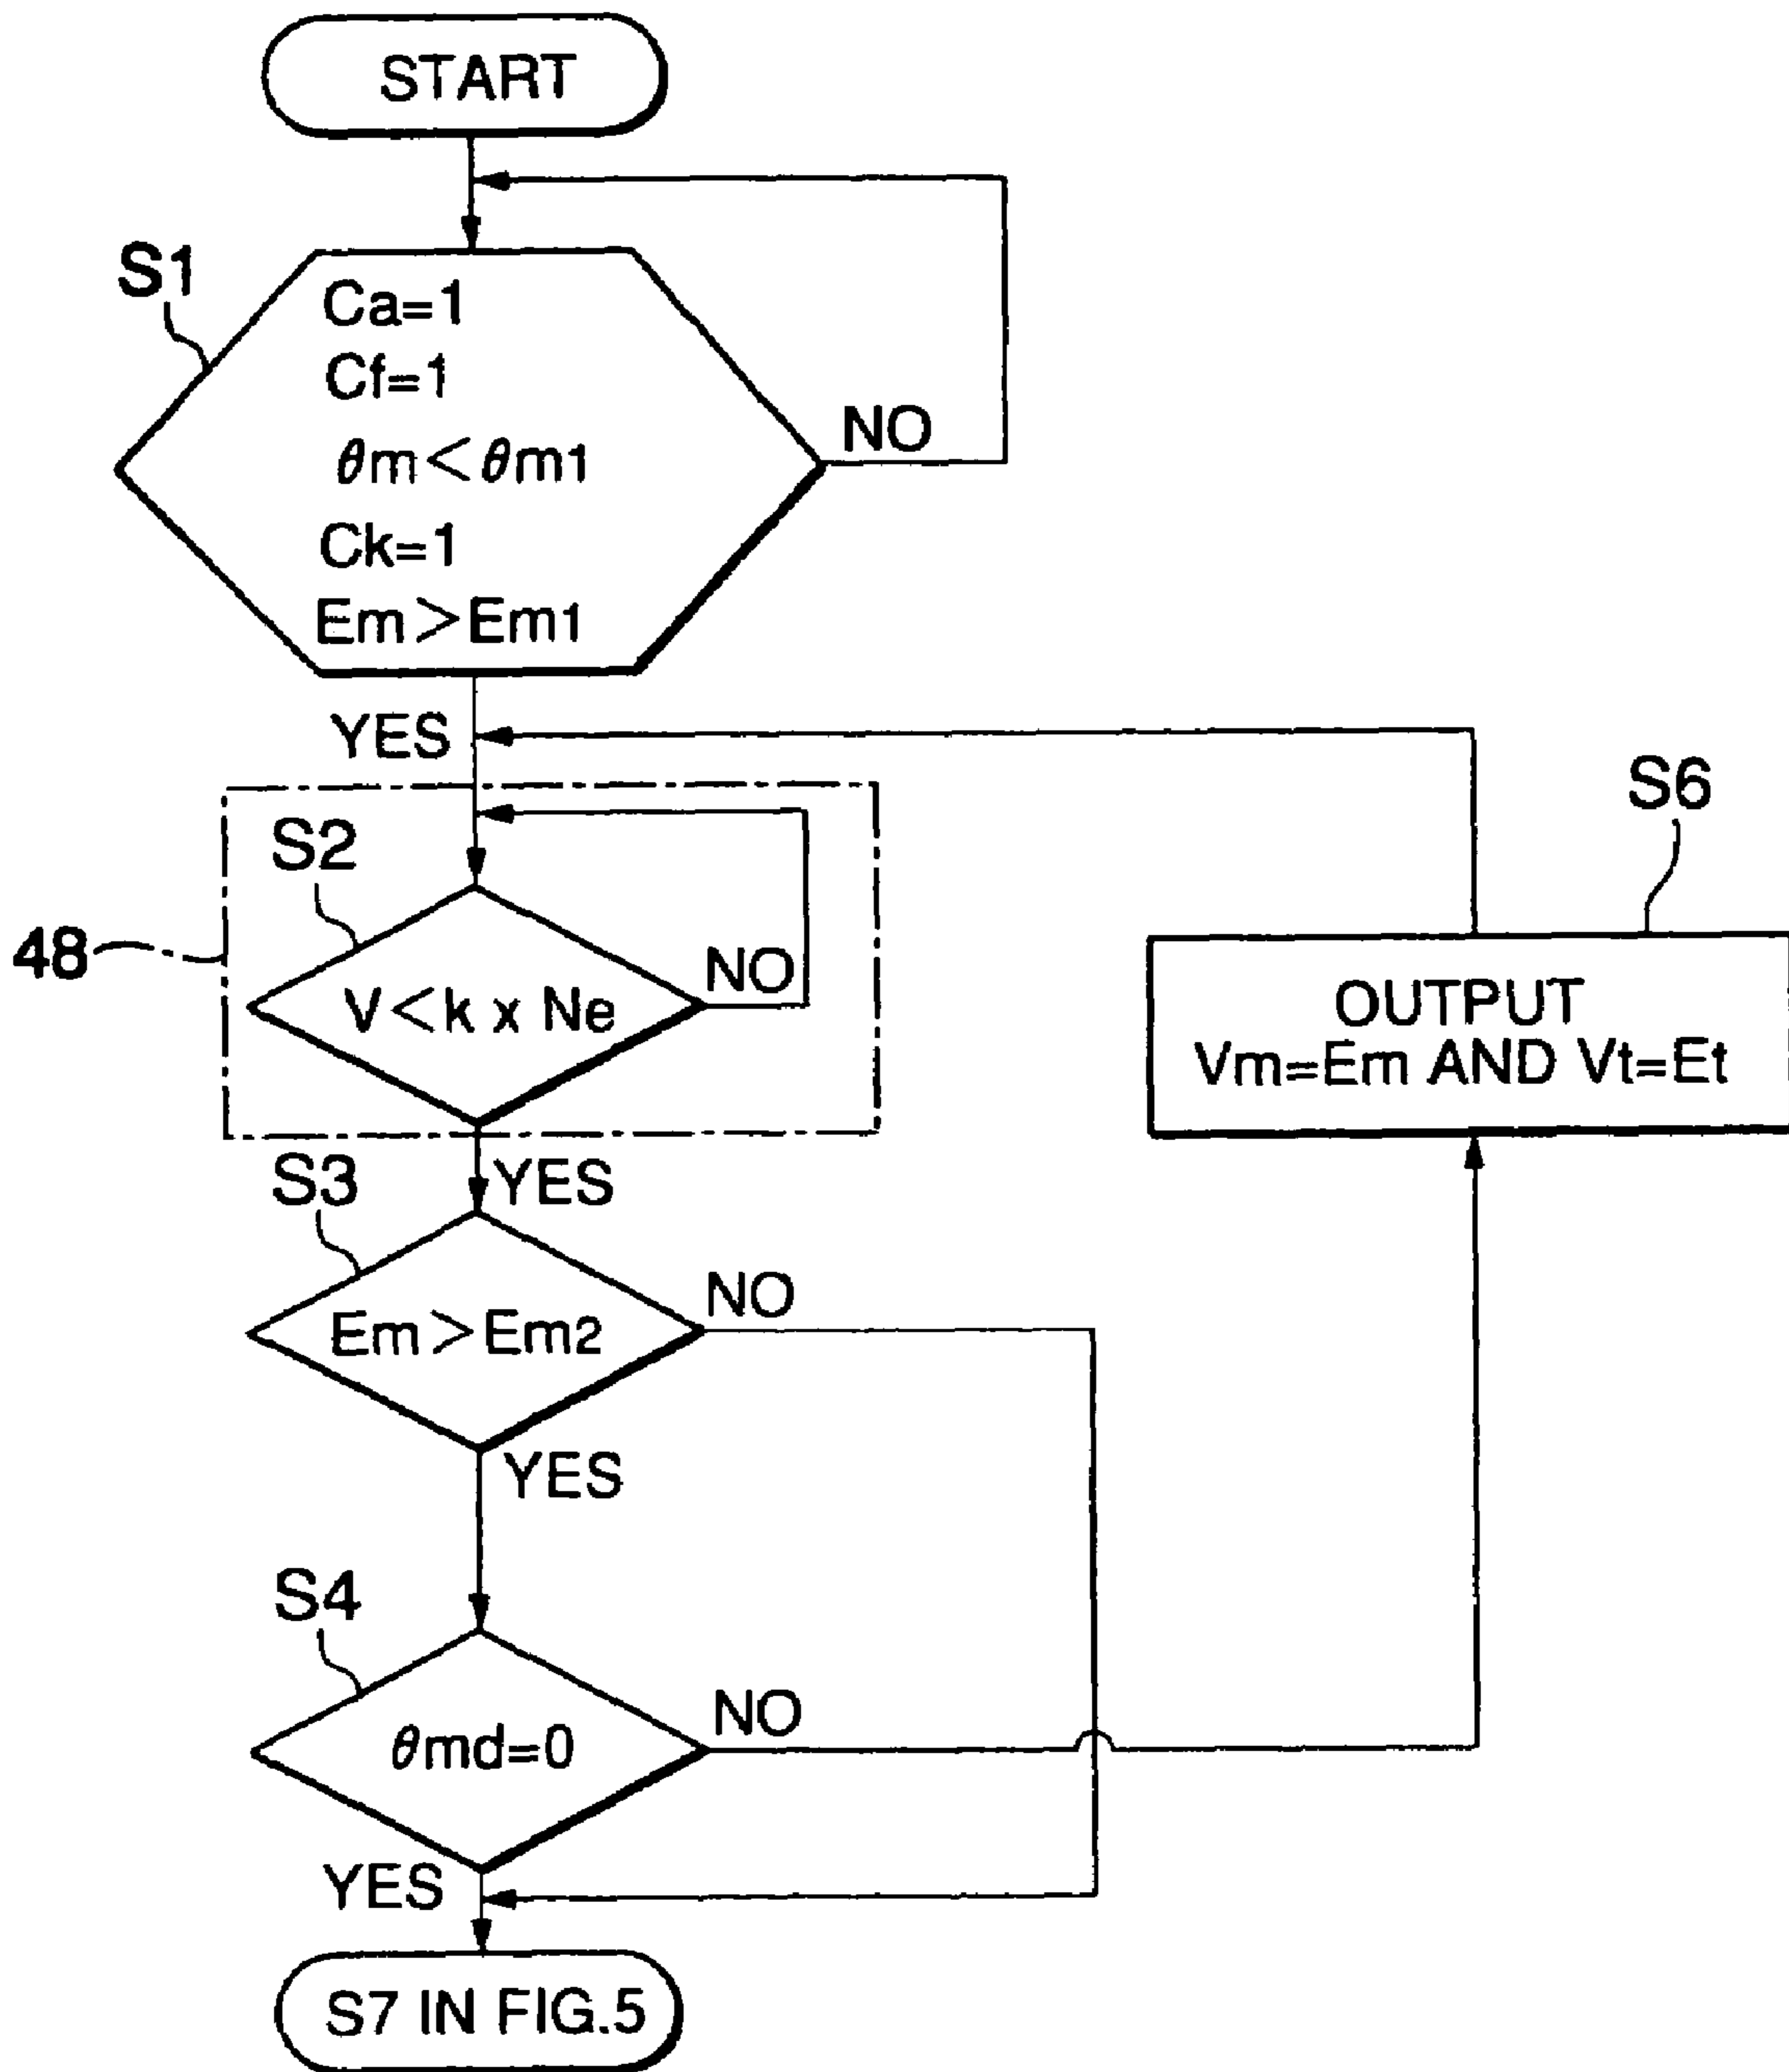 START
S1
Ca=1
Cf=1
θm<θm1
NO
Ck=1
Em>Em1
YES
S6
S2
48
NO
V<k x Ne
OUTPUT
Vm=Em AND Vt=Et
S3
YES
NO
Em>Em2
YES
S4
NO
θmd=0
YES
S7 IN FIG.5